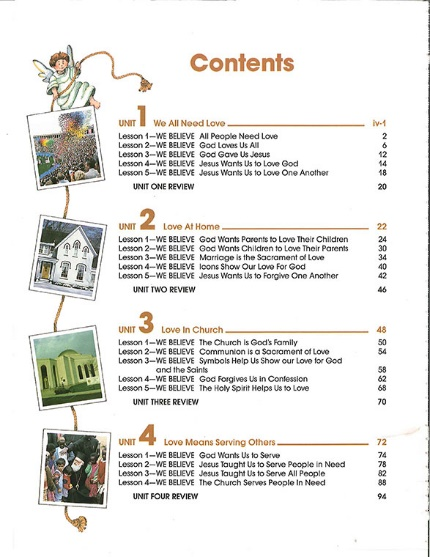 Contents
UNIT 1 We All Need Love iv-1
Lesson 1—WE BELIEVE All People Need Love 2
Lesson 2—WE BELIEVE God Loves Us All 6
Lesson 3—WE BELIEVE God Gave Us Jesus 12
Lesson 4—WE BELIEVE Jesus Wants Us to Love God 14
Lesson 5—WE BELIEVE Jesus Wants Us to Love One Another 18
UNIT ONE REVIEW 20
UNIT 2 Love At Home 22
Lesson 1—WE BELIEVE God Wants Parents to Love Their Children 24
Lesson 2—WE BELIEVE God Wants Children to Love Their Parents 30
Lesson 3—WE BELIEVE Marriage is the Sacrament of Love 34
Lesson 4—WE BELIEVE Icons Show Our Love For God 40
Lesson 5—WE BELIEVE Jesus Wants Us to Forgive One Another 42
UNIT TWO REVIEW 46
UNIT 3 Love In Church 48
Lesson 1—WE BELIEVE The Church is God's Family 50
Lesson 2—WE BELIEVE Communion is a Sacrament of Love 54
Lesson 3—WE BELIEVE Symbols Help Us Show our Love for God
and the Saints 58
Lesson 4—WE BELIEVE God Forgives Us in Confession 62
Lesson 5—WE BELIEVE The Holy Spirit Helps Us to Love 68
UNIT THREE REVIEW 70
UNIT 4 Love Means Serving Others 72
Lesson 1—WE BELIEVE God Wants Us to Serve 74
Lesson 2—WE BELIEVE Jesus Taught Us to Serve People in Need 78
Lesson 3—WE BELIEVE Jesus Taught Us to Serve All People 82
Lesson 4—WE BELIEVE The Church Serves People In Need 88
UNIT FOUR REVIEW 94